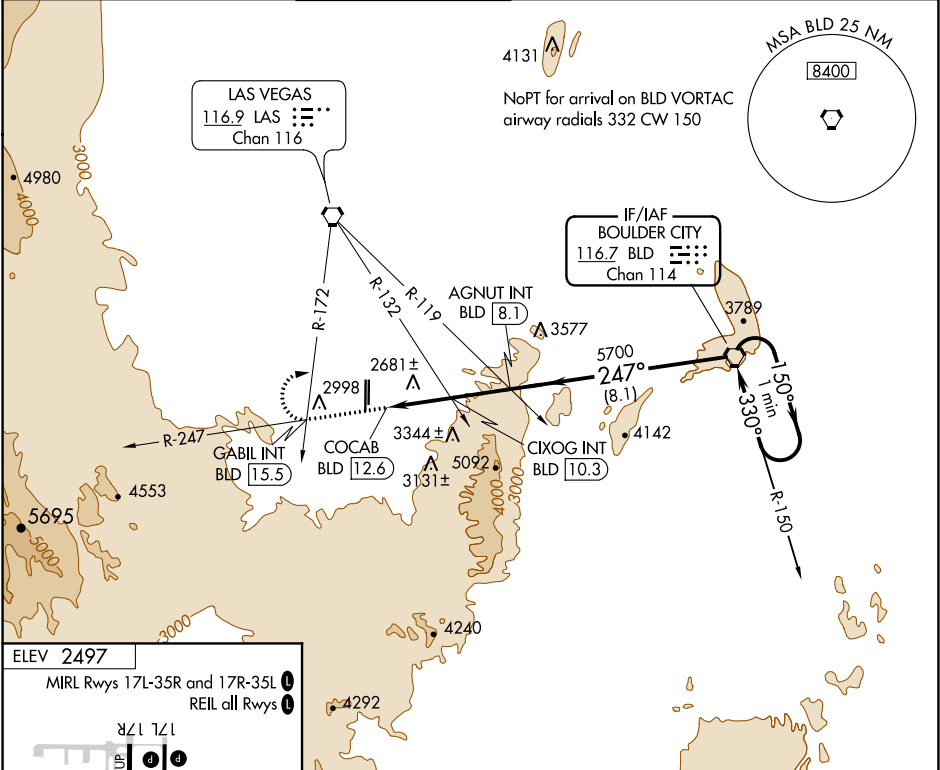 MSA BLD 25 NM
8400
4131
NoPT for arrival on BLD VORTAC
airway radials 332 CW 150
LAS VEGAS
116.9 LAS
Chan 116
3000
4980
4000
IF/IAF
BOULDER CITY
116.7 BLD
Chan 114
R-172
R-132
R-119
AGNUT INT
BLD 8.1
3577
3789
5700
247°
(8.1)
150°
1 min
330°
2681±
2998
R-247
GABIL INT
BLD 15.5
COCAB
BLD 12.6
3344±
3131±
5092
4000
3000
CIXOG INT
BLD 10.3
4142
R-150
4553
5695
5000
3000
4240
4292
ELEV 2497
MIRL Rwys 17L-35R and 17R-35L L
REIL all Rwys L
17R 17L
UP
P P